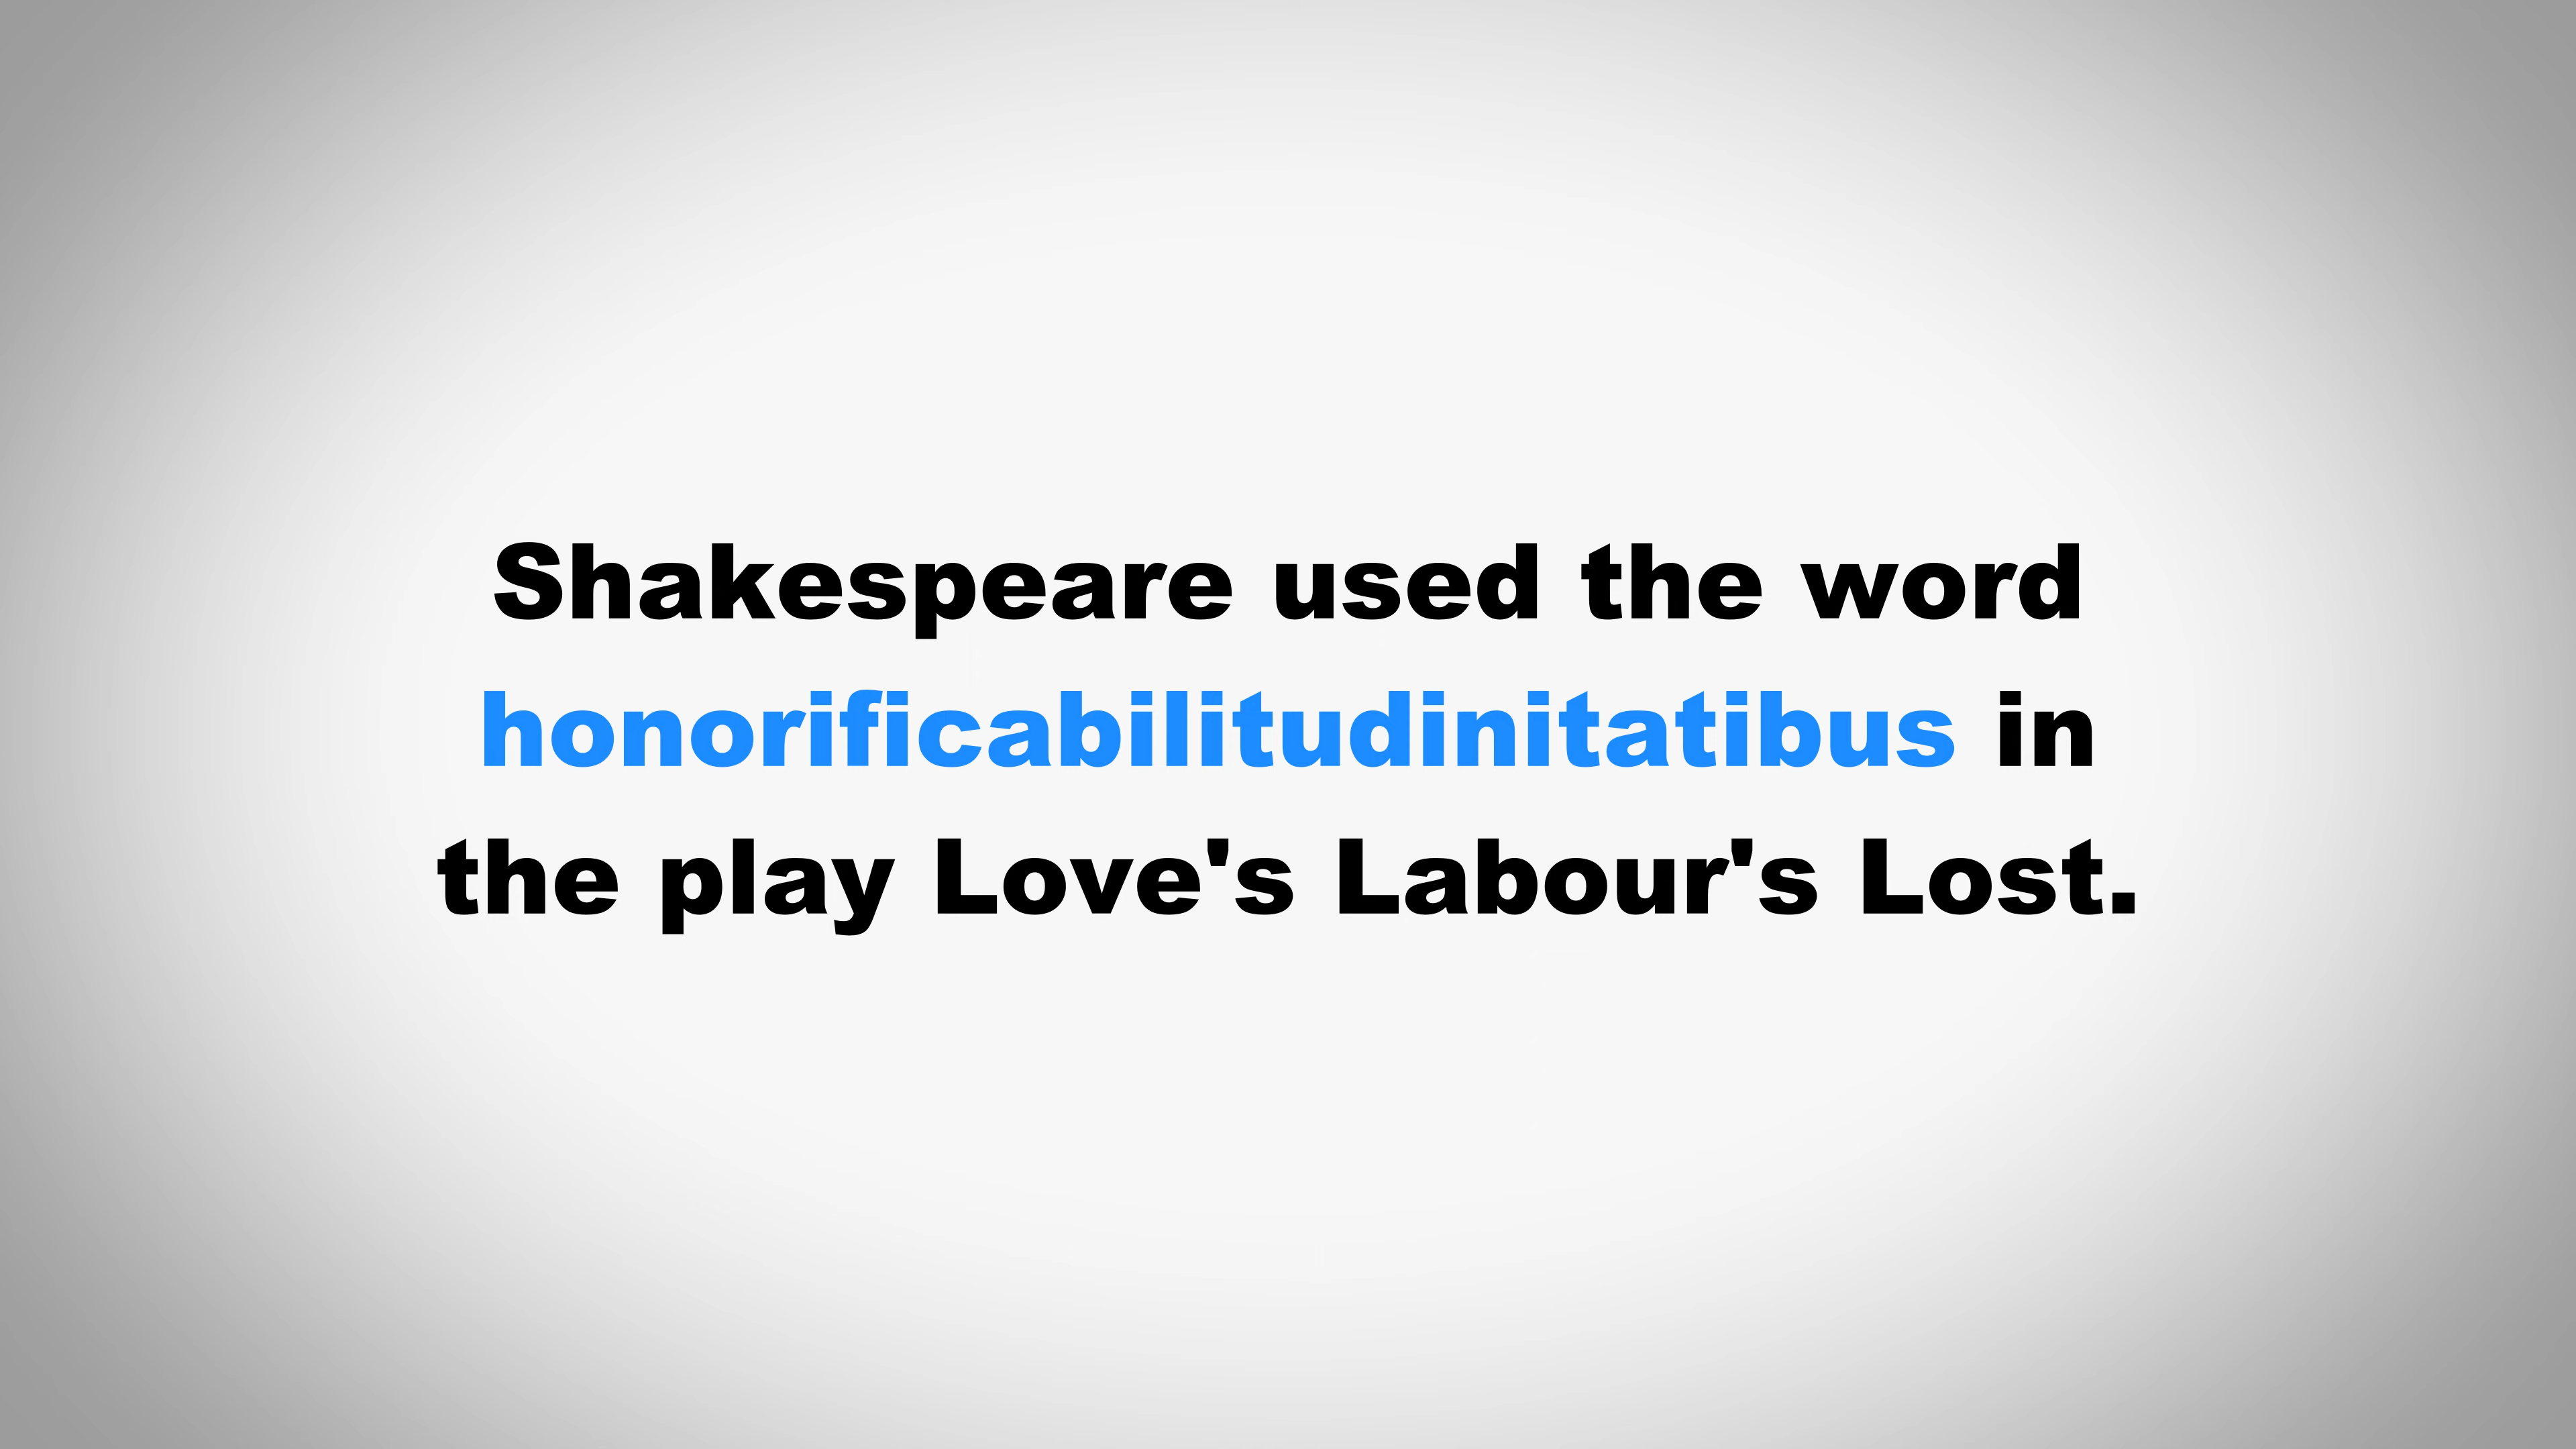 Shakespeare used the word
honorificabilitudinitatibus in
the play Love's Labour's Lost.